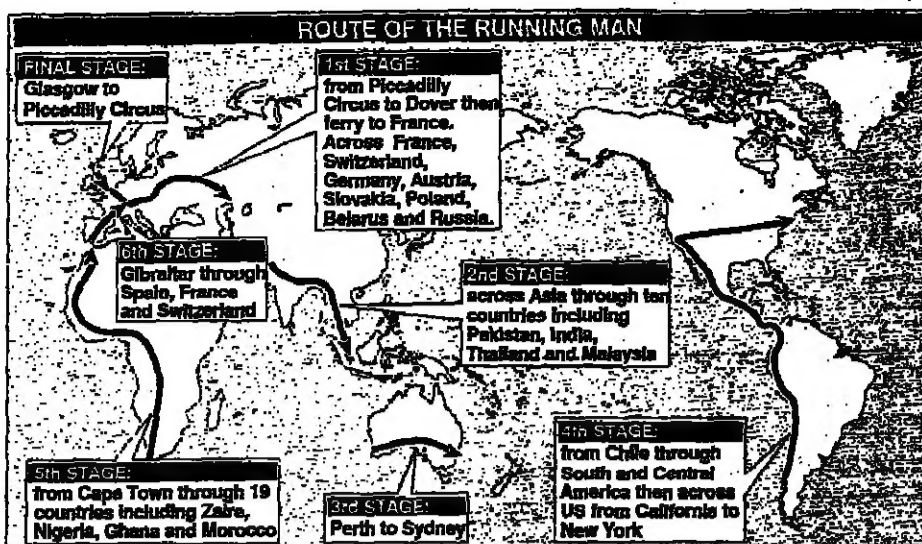 ROUTE OF THE RUNNING MAN
FINAL STAGE:
Glasgow to
Piccadilly Circus
1st STAGE:
from Piccadilly
Circus to Dover then
ferry to France.
Across France,
Switzerland,
Germany, Austria,
Slovakia, Poland,
Belarus and Russia.
6th STAGE:
Gibraltar through
Spain, France
and Switzerland
2nd STAGE:
across Asia through ten
countries including
Pakistan, India,
Thailand and Malaysia
5th STAGE:
from Cape Town through 19
countries including Zaire,
Nigeria, Ghana and Morocco
3rd STAGE:
Perth to Sydney
4th STAGE:
from Chile through
South and Central
America then across
US from California to
New York